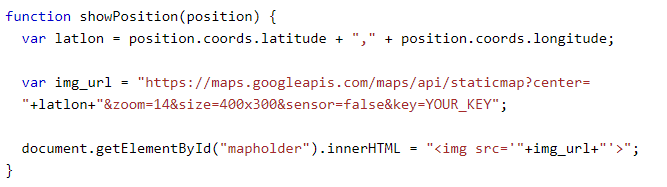 function showPosition(position) {
  var latlon = position.coords.latitude + "," + position.coords.longitude;

  var img_url = "https://maps.googleapis.com/maps/api/staticmap?center=
  "+latlon+"&zoom=14&size=400x300&sensor=false&key=YOUR_KEY";

  document.getElementById("mapholder").innerHTML = "<img src='"+img_url+"'>";
}